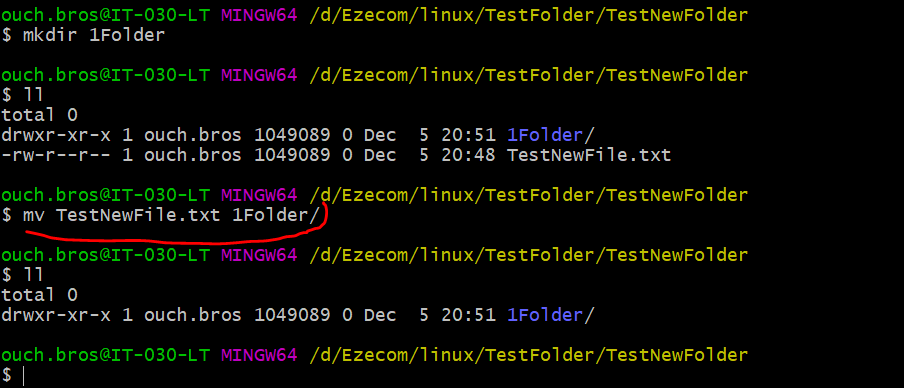 ouch.bros@IT-030-LT MINGW64 /d/Ezecom/linux/TestFolder/TestNewFolder
$ mkdir 1Folder
ouch.bros@IT-030-LT MINGW64 /d/Ezecom/linux/TestFolder/TestNewFolder
$ ll
total 0
drwxr-xr-x 1 ouch.bros 1049089 0 Dec  5 20:51 1Folder/
-rw-r--r-- 1 ouch.bros 1049089 0 Dec  5 20:48 TestNewFile.txt
ouch.bros@IT-030-LT MINGW64 /d/Ezecom/linux/TestFolder/TestNewFolder
$ mv TestNewFile.txt 1Folder/
ouch.bros@IT-030-LT MINGW64 /d/Ezecom/linux/TestFolder/TestNewFolder
$ ll
total 0
drwxr-xr-x 1 ouch.bros 1049089 0 Dec  5 20:51 1Folder/
ouch.bros@IT-030-LT MINGW64 /d/Ezecom/linux/TestFolder/TestNewFolder
$